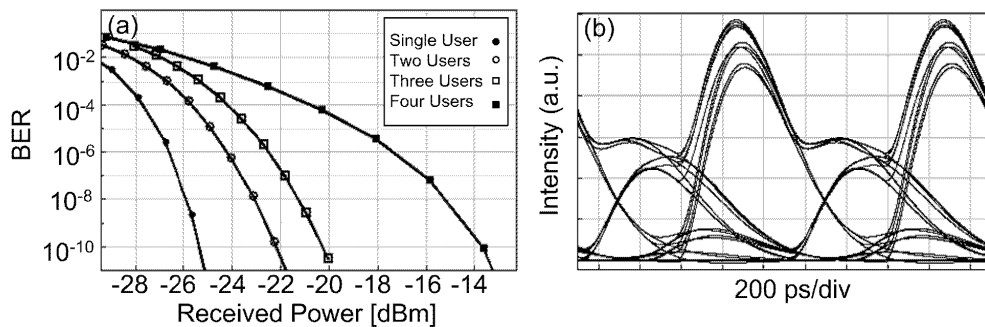 (a)
Single User
Two Users
Three Users
Four Users
BER
10⁻²
10⁻⁴
10⁻⁶
10⁻⁸
10⁻¹⁰
-28 -26 -24 -22 -20 -18 -16 -14
Received Power [dBm]
(b)
Intensity (a.u.)
200 ps/div